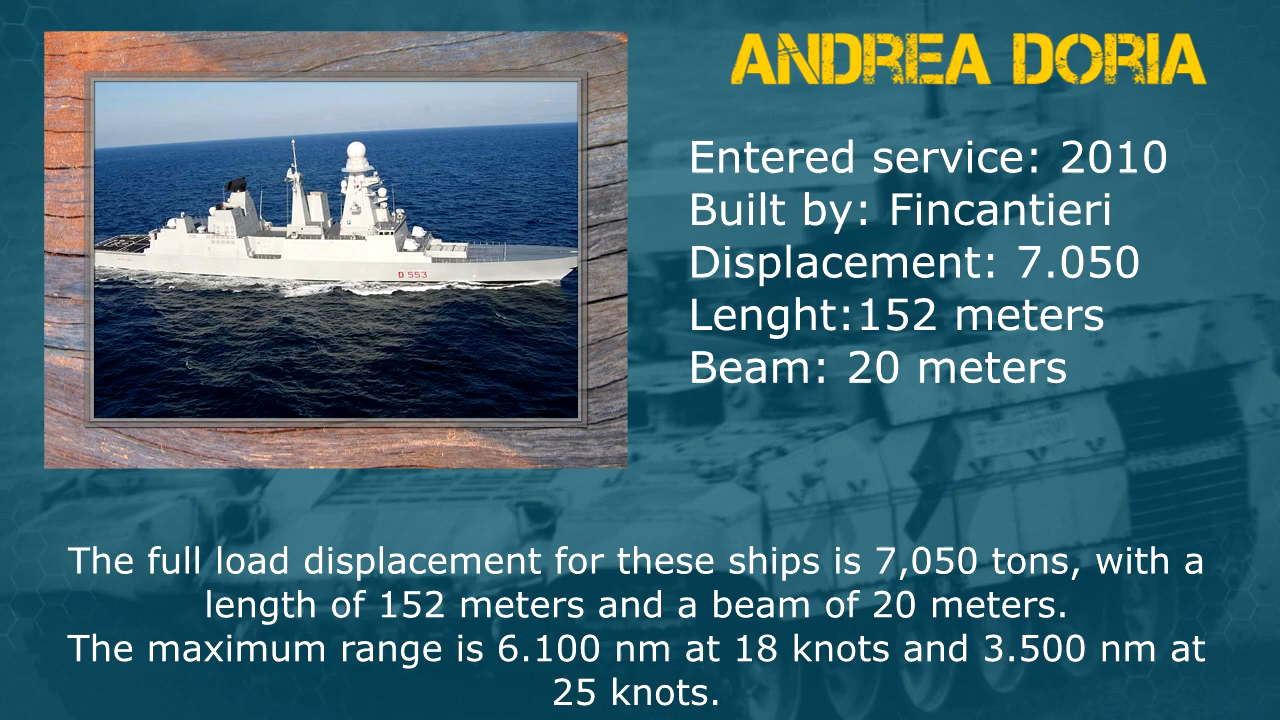 ANDREA DORIA
Entered service: 2010
Built by: Fincantieri
Displacement: 7.050
Lenght:152 meters
Beam: 20 meters
D 553
The full load displacement for these ships is 7,050 tons, with a
length of 152 meters and a beam of 20 meters.
The maximum range is 6.100 nm at 18 knots and 3.500 nm at
25 knots.